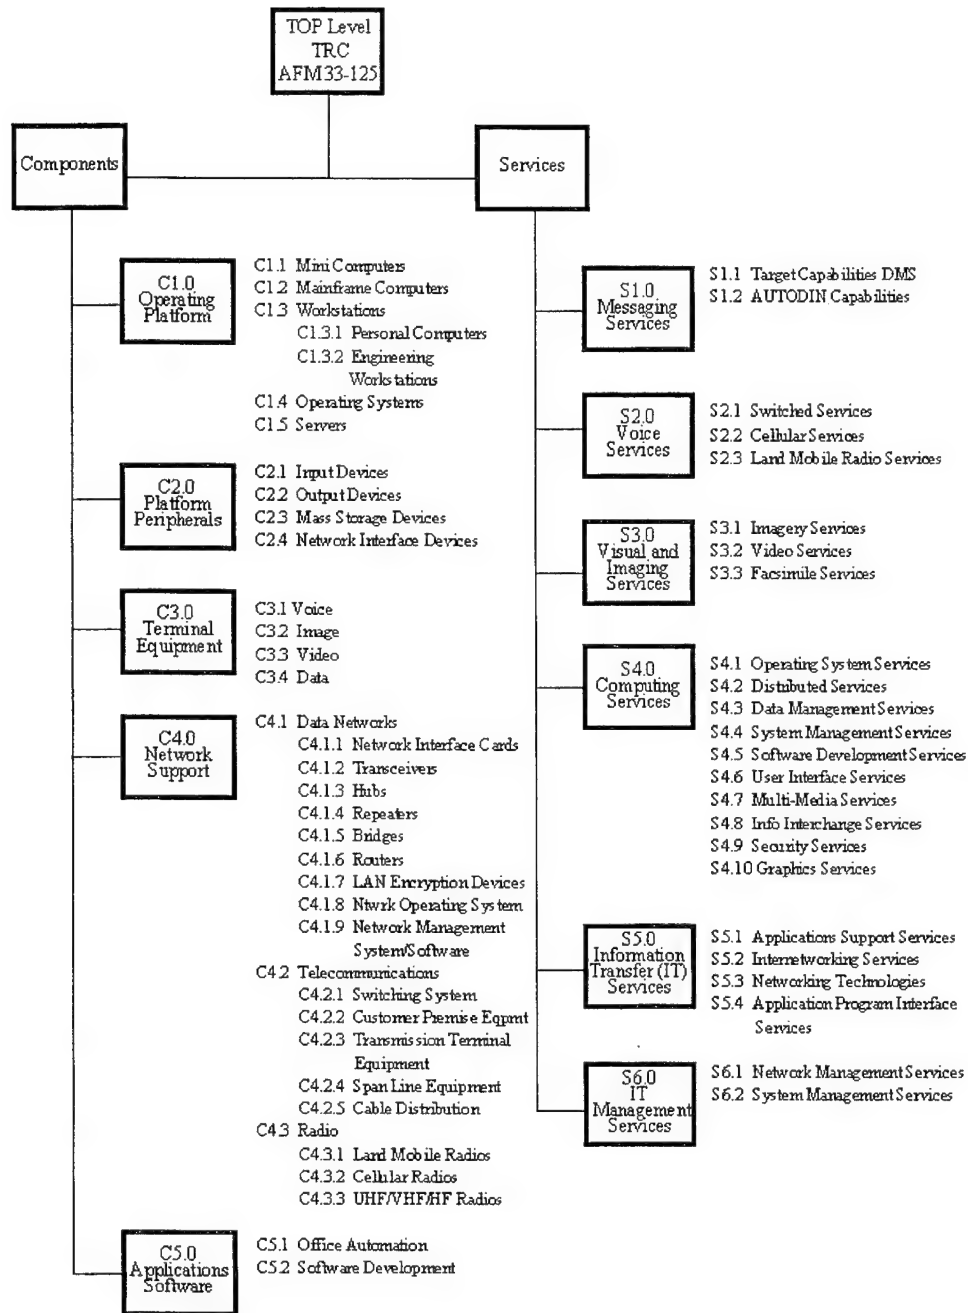 TOP Level
TRC
AFM33-125
Components
Services
C1.0
Operating
Platform
C1.1 Mini Computers
C1.2 Mainframe Computers
C1.3 Workstations
C1.3.1 Personal Computers
C1.3.2 Engineering
Workstations
C1.4 Operating Systems
C1.5 Servers
C2.0
Platform
Peripherals
C2.1 Input Devices
C2.2 Output Devices
C2.3 Mass Storage Devices
C2.4 Network Interface Devices
C3.0
Terminal
Equipment
C3.1 Voice
C3.2 Image
C3.3 Video
C3.4 Data
C4.0
Network
Support
C4.1 Data Networks
C4.1.1 Network Interface Cards
C4.1.2 Transceivers
C4.1.3 Hubs
C4.1.4 Repeaters
C4.1.5 Bridges
C4.1.6 Routers
C4.1.7 LAN Encryption Devices
C4.1.8 Ntwrk Operating System
C4.1.9 Network Management
System/Software
C4.2 Telecommunications
C4.2.1 Switching System
C4.2.2 Customer Premise Eqpmt
C4.2.3 Transmission Terminal
Equipment
C4.2.4 Span Line Equipment
C4.2.5 Cable Distribution
C4.3 Radio
C4.3.1 Land Mobile Radios
C4.3.2 Cellular Radios
C4.3.3 UHF/VHF/HF Radios
C5.0
Applications
Software
C5.1 Office Automation
C5.2 Software Development
S1.0
Messaging
Services
S1.1 Target Capabilities DMS
S1.2 AUTODIN Capabilities
S2.0
Voice
Services
S2.1 Switched Services
S2.2 Cellular Services
S2.3 Land Mobile Radio Services
S3.0
Visual and
Imaging
Services
S3.1 Imagery Services
S3.2 Video Services
S3.3 Facsimile Services
S4.0
Computing
Services
S4.1 Operating System Services
S4.2 Distributed Services
S4.3 Data Management Services
S4.4 System Management Services
S4.5 Software Development Services
S4.6 User Interface Services
S4.7 Multi-Media Services
S4.8 Info Interchange Services
S4.9 Security Services
S4.10 Graphics Services
S5.0
Information
Transfer (IT)
Services
S5.1 Applications Support Services
S5.2 Internetworking Services
S5.3 Networking Technologies
S5.4 Application Program Interface
Services
S6.0
IT
Management
Services
S6.1 Network Management Services
S6.2 System Management Services